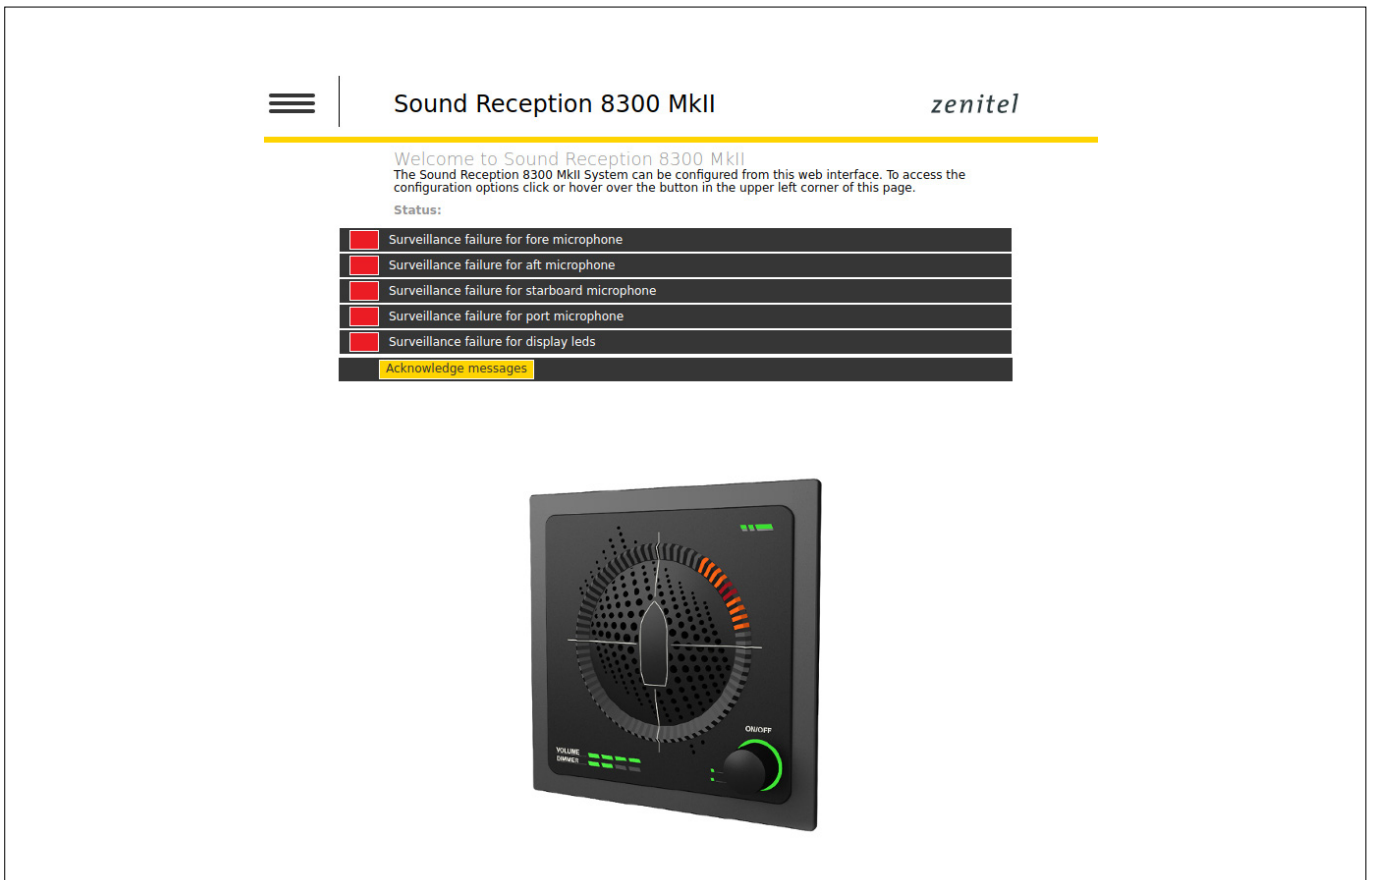 Sound Reception 8300 MkII
zenitel
Welcome to Sound Reception 8300 MkII
The Sound Reception 8300 MkII System can be configured from this web interface. To access the
configuration options click or hover over the button in the upper left corner of this page.
Status:
Surveillance failure for fore microphone
Surveillance failure for aft microphone
Surveillance failure for starboard microphone
Surveillance failure for port microphone
Surveillance failure for display leds
Acknowledge messages
ON/OFF
VOLUME
DIMMER